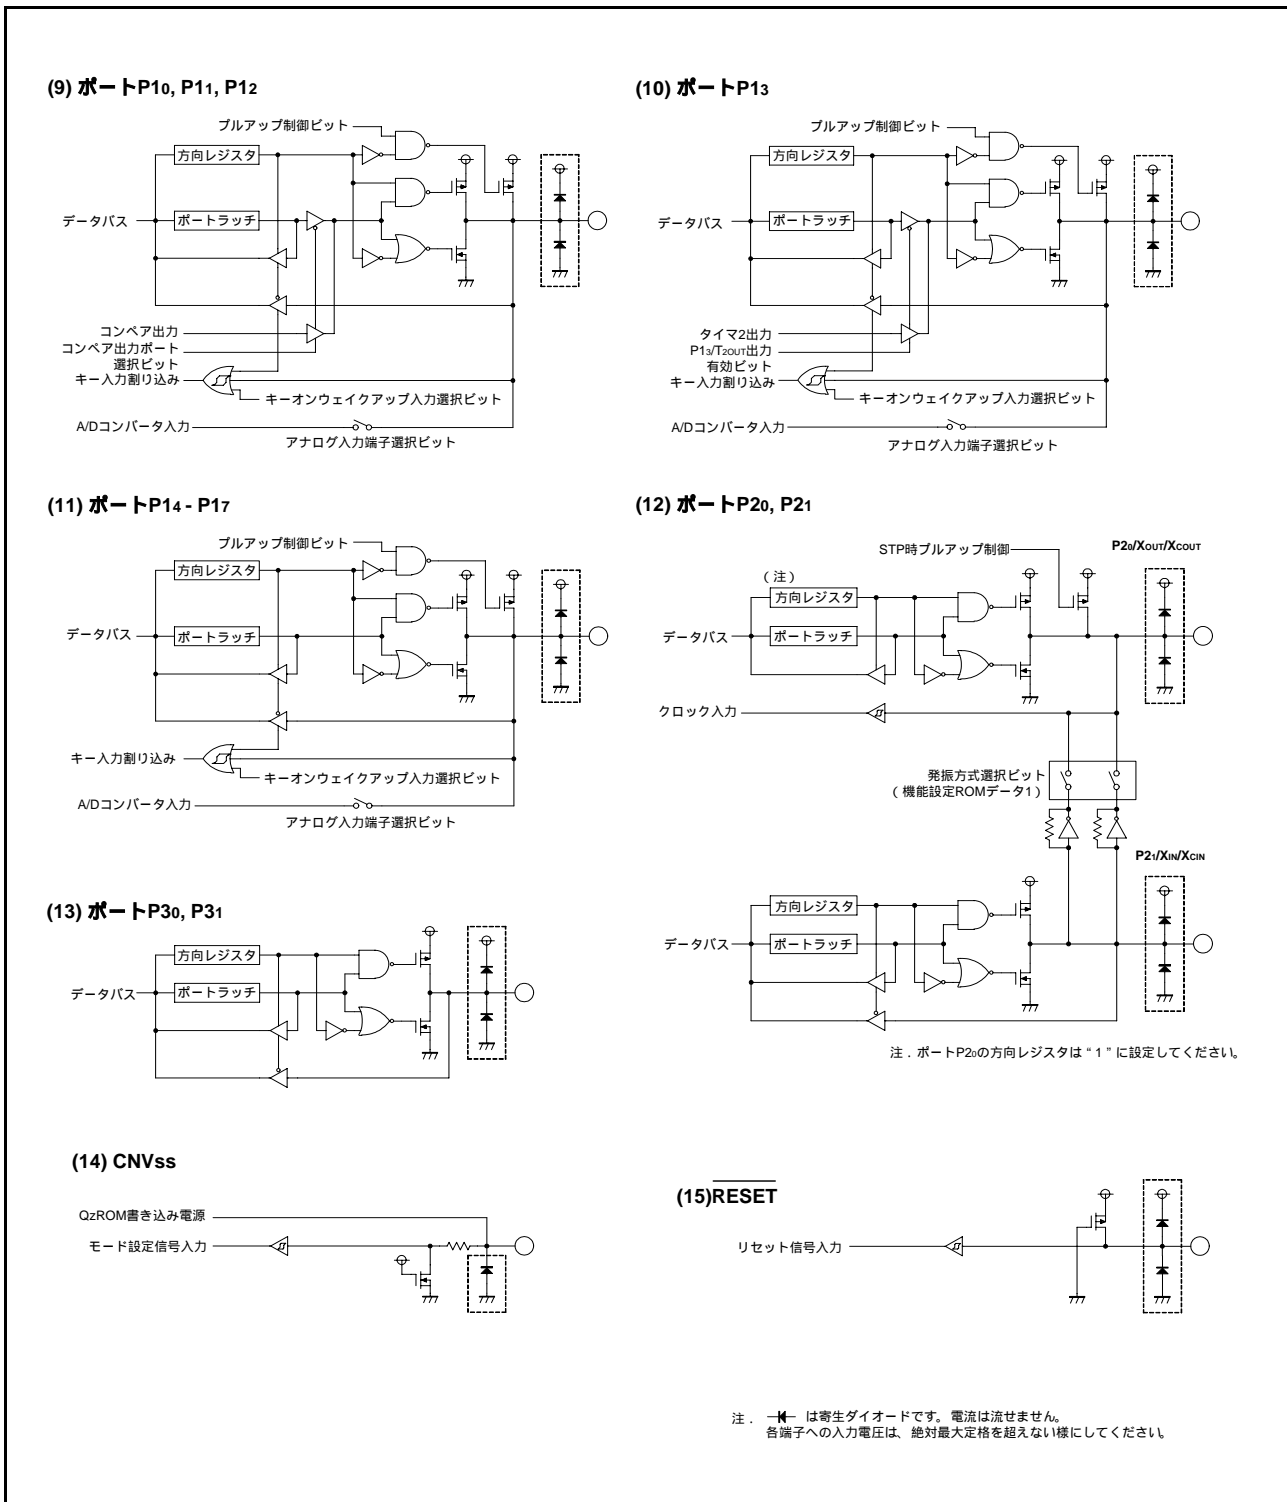 (9) ポートP10, P11, P12
プルアップ制御ビット
方向レジスタ
データバス
ポートラッチ
コンペア出力
コンペア出力ポート
選択ビット
キー入力割り込み
キーオンウェイクアップ入力選択ビット
A/Dコンバータ入力
アナログ入力端子選択ビット
(10) ポートP13
プルアップ制御ビット
方向レジスタ
データバス
ポートラッチ
タイマ2出力
P13/T2OUT出力
有効ビット
キー入力割り込み
キーオンウェイクアップ入力選択ビット
A/Dコンバータ入力
アナログ入力端子選択ビット
(11) ポートP14 - P17
プルアップ制御ビット
方向レジスタ
データバス
ポートラッチ
キー入力割り込み
キーオンウェイクアップ入力選択ビット
A/Dコンバータ入力
アナログ入力端子選択ビット
(12) ポートP20, P21
STP時プルアップ制御
P20/XOUT/XCOUT
（注）
方向レジスタ
データバス
ポートラッチ
クロック入力
発振方式選択ビット
（機能設定ROMデータ1）
P21/XIN/XCIN
方向レジスタ
データバス
ポートラッチ
注．ポートP20の方向レジスタは“1”に設定してください。
(13) ポートP30, P31
方向レジスタ
データバス
ポートラッチ
(14) CNVss
QzROM書き込み電源
モード設定信号入力
(15)RESET
リセット信号入力
注． は寄生ダイオードです。電流は流せません。
各端子への入力電圧は、絶対最大定格を超えない様にしてください。